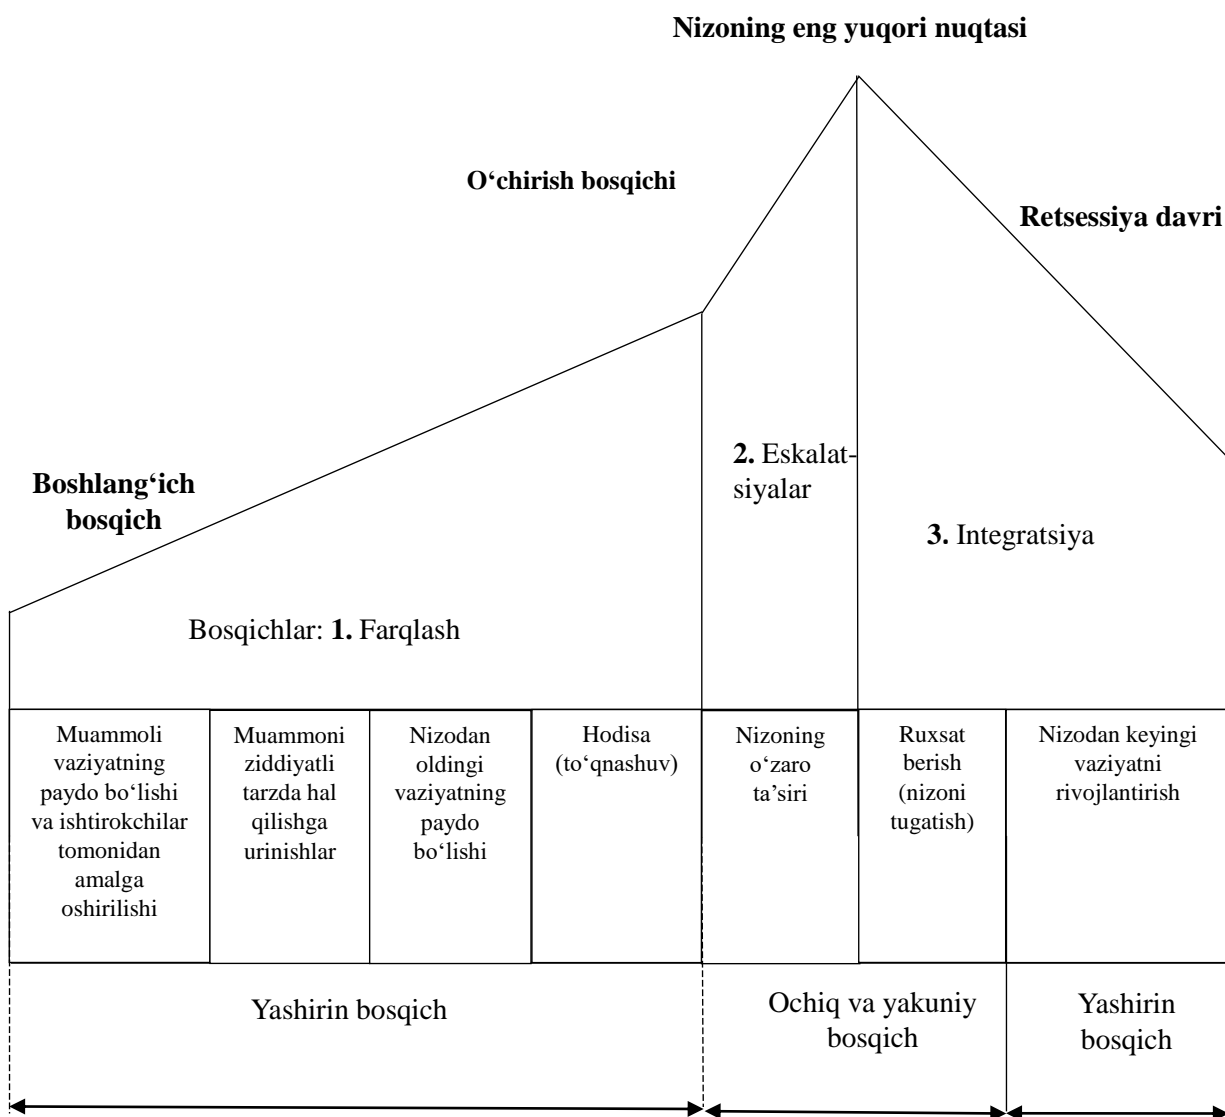 Nizoning eng yuqori nuqtasi
O‘chirish bosqichi
Retsessiya davri
Boshlang‘ich
bosqich
2. Eskalat-
siyalar
3. Integratsiya
Bosqichlar: 1. Farqlash
Muammoli
vaziyatning
paydo bo‘lishi
va ishtirokchilar
tomonidan
amalga
oshirilishi
Muammoni
ziddiyatli
tarzda hal
qilishga
urinishlar
Nizodan
oldingi
vaziyatning
paydo
bo‘lishi
Hodisa
(to‘qnashuv)
Nizoning
o‘zaro
ta’siri
Ruxsat
berish
(nizoni
tugatish)
Nizodan keyingi
vaziyatni
rivojlantirish
Yashirin bosqich
Ochiq va yakuniy
bosqich
Yashirin
bosqich